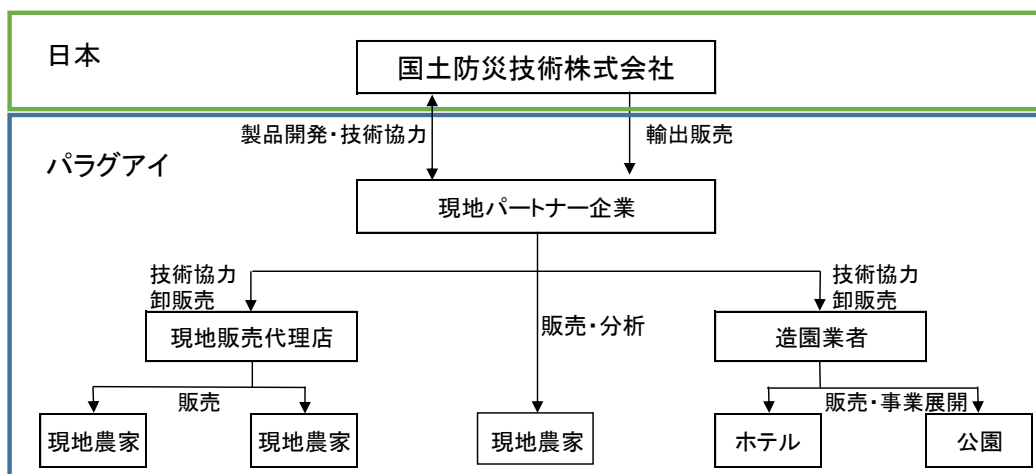 日本
国土防災技術株式会社
製品開発・技術協力
輸出販売
パラグアイ
現地パートナー企業
技術協力
卸販売
技術協力
卸販売
販売・分析
現地販売代理店
造園業者
販売
販売・事業展開
現地農家
現地農家
現地農家
ホテル
公園